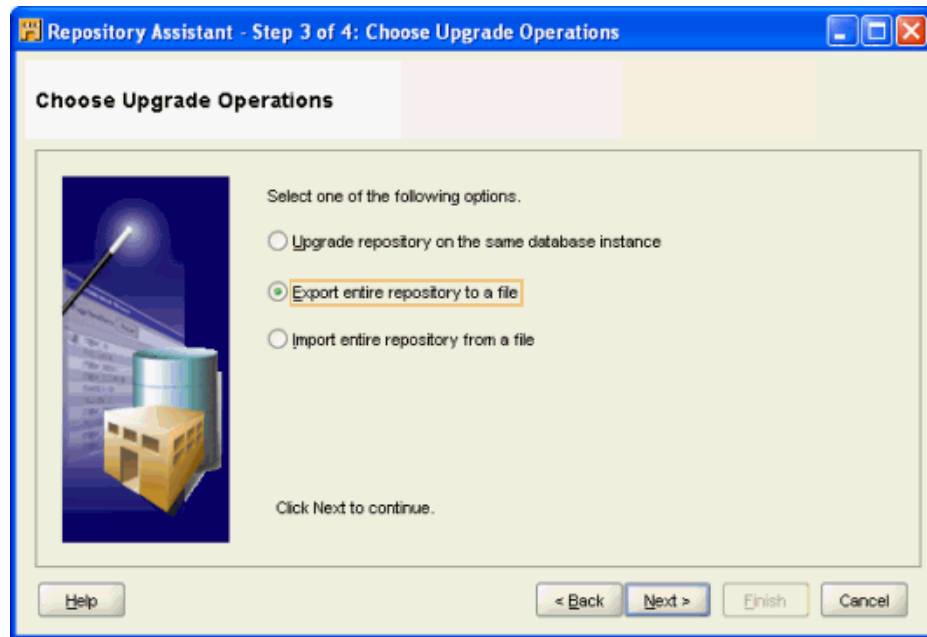 Repository Assistant - Step 3 of 4: Choose Upgrade Operations
Choose Upgrade Operations
Select one of the following options.
Upgrade repository on the same database instance
Export entire repository to a file
Import entire repository from a file
Click Next to continue.
Help
< Back
Next >
Finish
Cancel